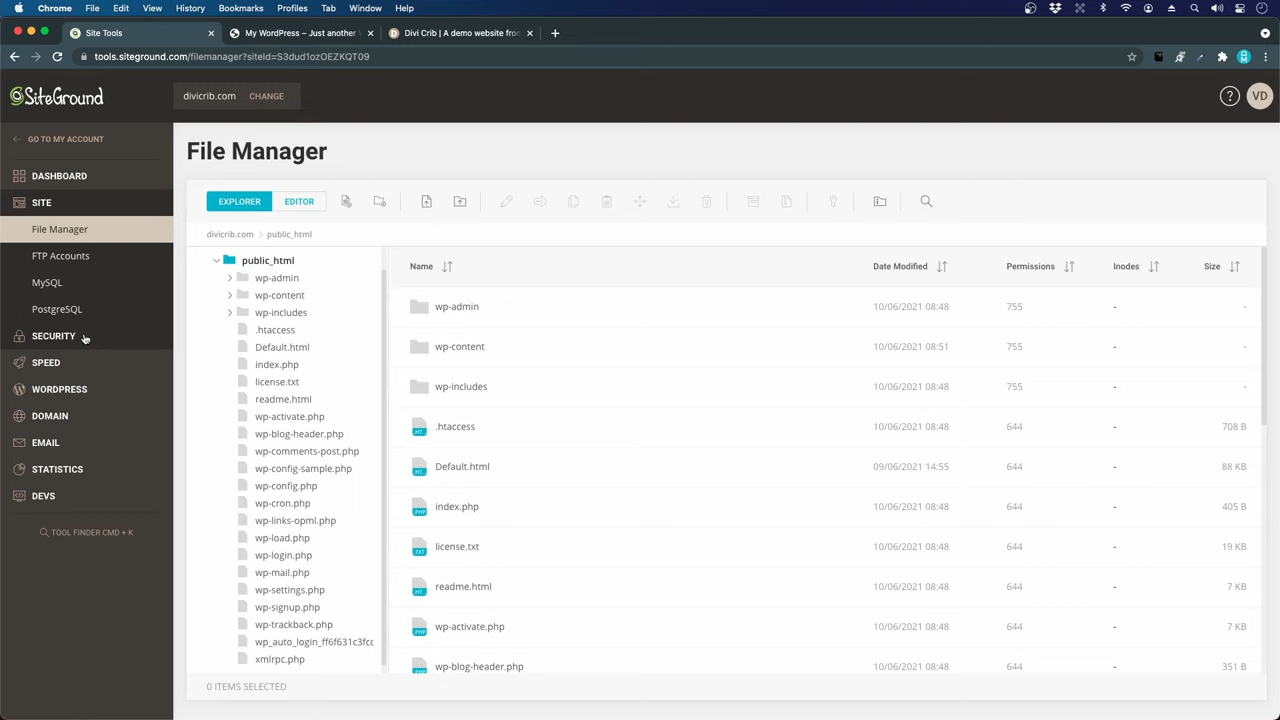 Chrome File Edit View History Bookmarks Profiles Tab Window Help
Site Tools
My WordPress – Just another
Divi Crib | A demo website from
tools.siteground.com/filemanager?siteId=S3dud1ozOEZKQT09
SiteGround
divicrib.com CHANGE
VD
GO TO MY ACCOUNT
DASHBOARD
SITE
File Manager
FTP Accounts
MySQL
PostgreSQL
SECURITY
SPEED
WORDPRESS
DOMAIN
EMAIL
STATISTICS
DEVS
TOOL FINDER CMD + K
File Manager
EXPLORER EDITOR
divicrib.com > public_html
public_html
wp-admin
wp-content
wp-includes
.htaccess
Default.html
index.php
license.txt
readme.html
wp-activate.php
wp-blog-header.php
wp-comments-post.php
wp-config-sample.php
wp-config.php
wp-cron.php
wp-links-opml.php
wp-load.php
wp-login.php
wp-mail.php
wp-settings.php
wp-signup.php
wp-trackback.php
wp_auto_login_ff6f631c3fcc
xmlrpc.php
Name Date Modified Permissions Inodes Size
wp-admin 10/06/2021 08:48 755 - -
wp-content 10/06/2021 08:51 755 - -
wp-includes 10/06/2021 08:48 755 - -
.htaccess 10/06/2021 08:48 644 - 708 B
Default.html 09/06/2021 14:55 644 - 88 KB
index.php 10/06/2021 08:48 644 - 405 B
license.txt 10/06/2021 08:48 644 - 19 KB
readme.html 10/06/2021 08:48 644 - 7 KB
wp-activate.php 10/06/2021 08:48 644 - 7 KB
wp-blog-header.php 10/06/2021 08:48 644 - 351 B
0 ITEMS SELECTED